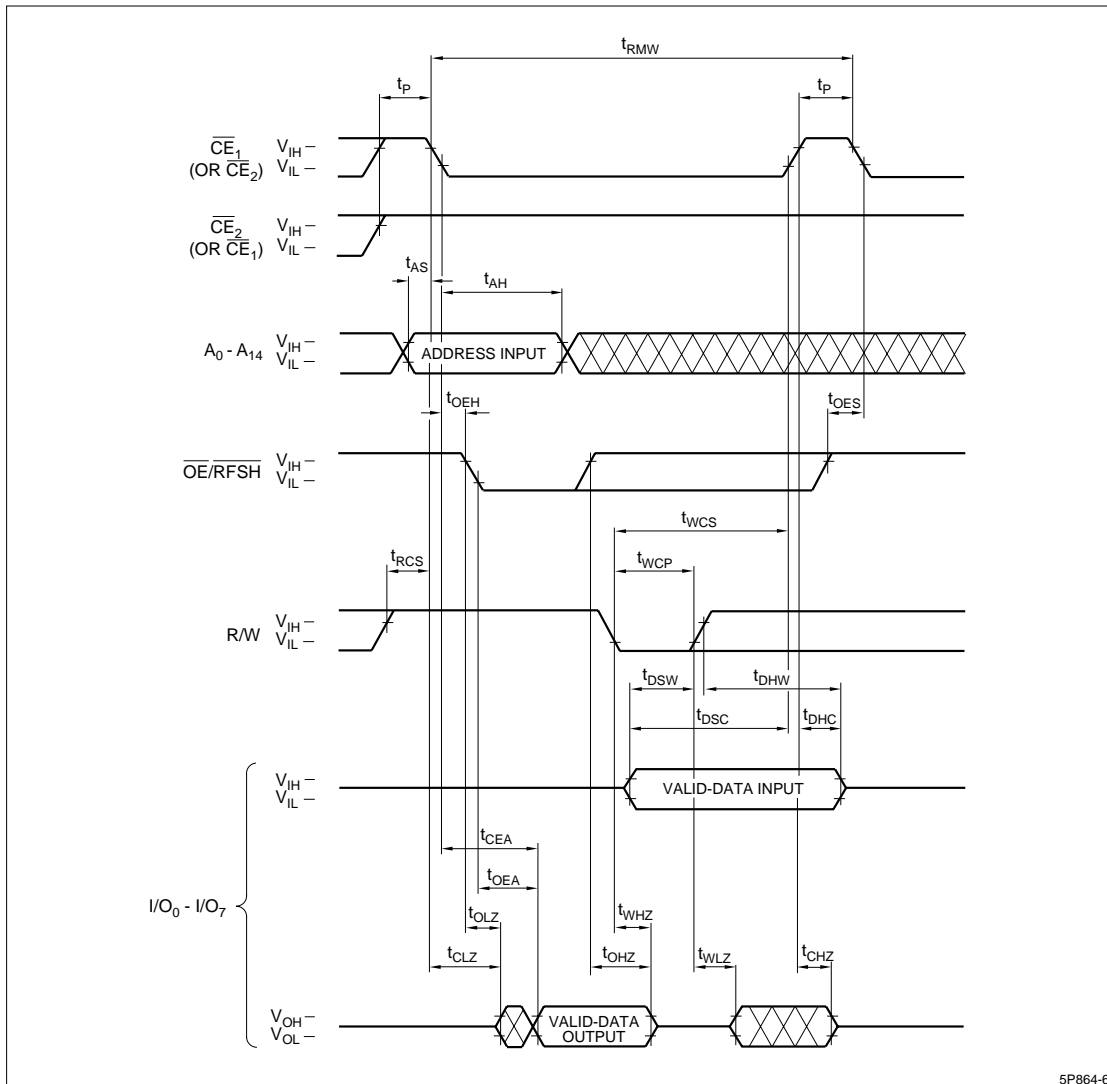 tRMW
tP
tP
CE1
(OR CE2)
VIH
VIL
CE2
(OR CE1)
VIH
VIL
tAS
tAH
A0 - A14
VIH
VIL
ADDRESS INPUT
tOEH
tOES
OE/RFSH
VIH
VIL
tWCS
tRCS
tWCP
R/W
VIH
VIL
tDSW
tDHW
tDSC
tDHC
VIH
VIL
VALID-DATA INPUT
tCEA
tOEA
I/O0 - I/O7
tOLZ
tWHZ
tCLZ
tOHZ
tWLZ
tCHZ
VOH
VOL
VALID-DATA
OUTPUT
5P864-6